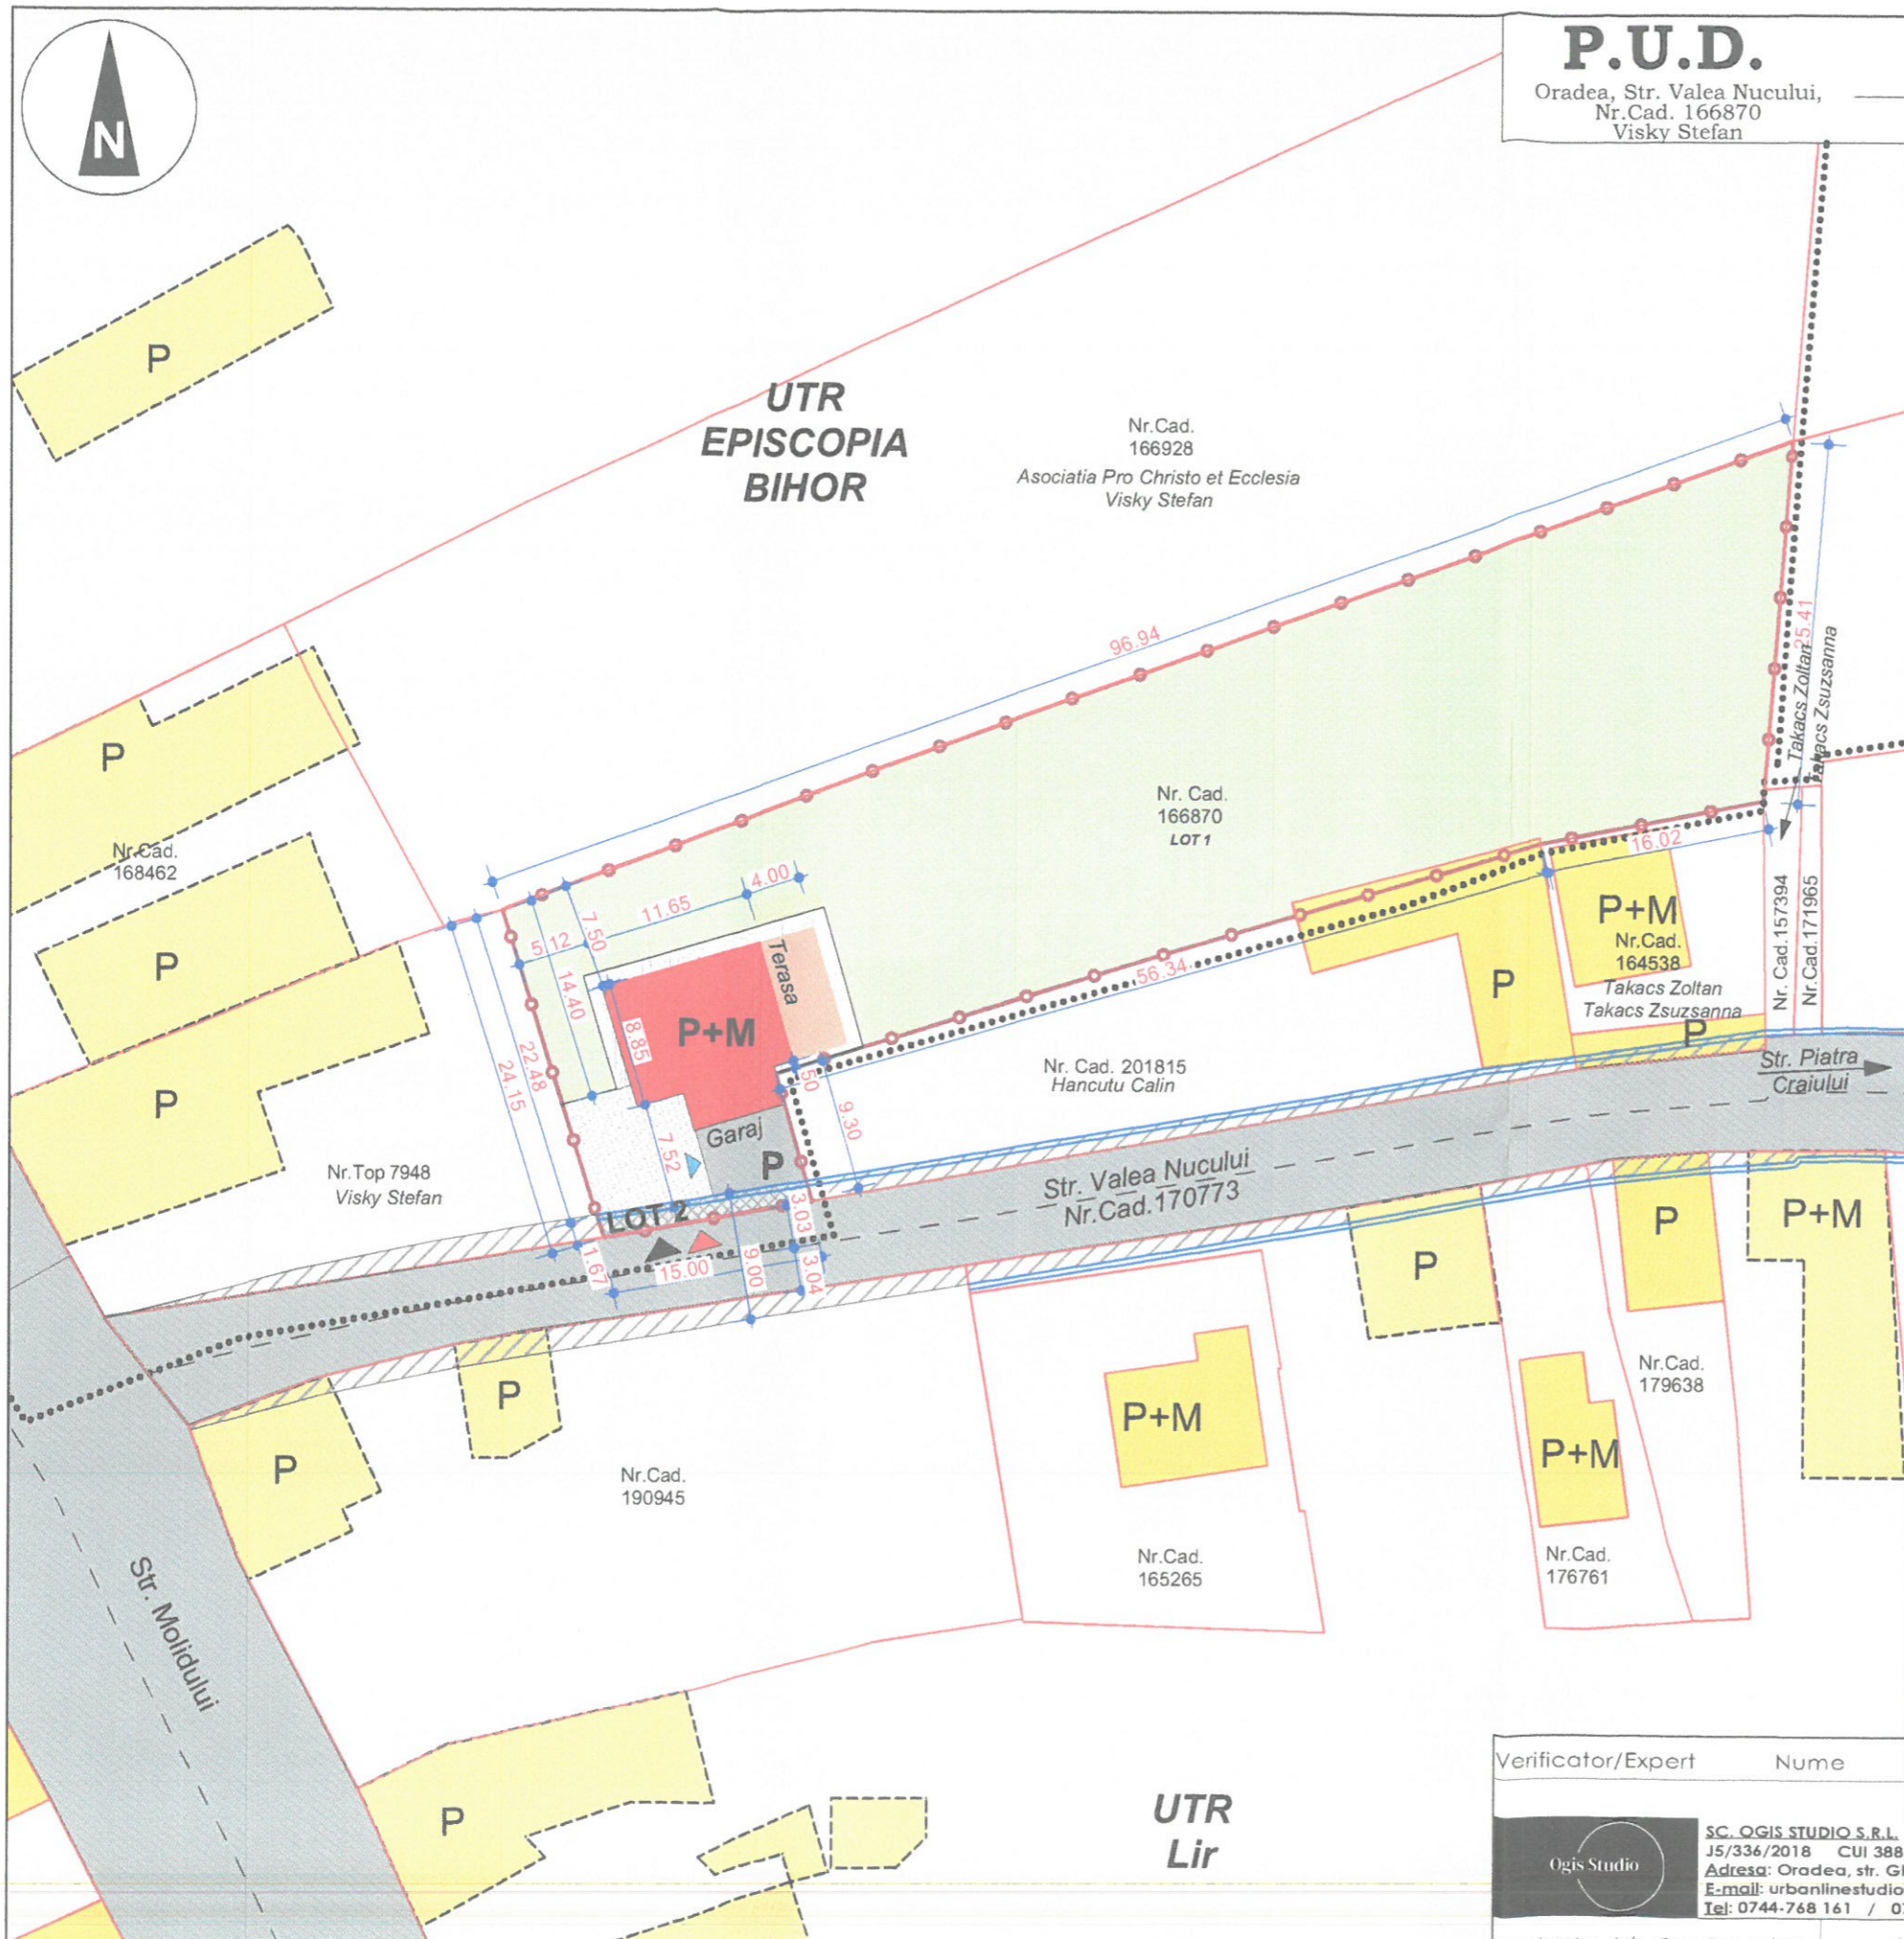 N
P.U.D.
Oradea, Str. Valea Nucului,
Nr.Cad. 166870
Visky Stefan
P
UTR
EPISCOPIA
BIHOR
Nr.Cad.
166928
Asociatia Pro Christo et Ecclesia
Visky Stefan
96.94
25.41
Takacs Zoltan
Takacs Zsuzsanna
P
Nr.Cad.
168462
P
P
Nr. Cad.
166870
LOT 1
16.02
4.00
11.65
7.50
5.12
14.40
22.48
24.15
8.85
P+M
Terasa
56.34
P+M
Nr.Cad.
164538
Takacs Zoltan
Takacs Zsuzsanna
P
P
Nr. Cad.157394
Nr.Cad.171965
Nr. Cad. 201815
Hancutu Calin
Str. Piatra
Craiului
.50
9.30
Garaj
P
7.52
Nr.Top 7948
Visky Stefan
LOT 2
Str. Valea Nucului
Nr.Cad.170773
3.03
1.67
15.00
9.00
3.04
P
P
P+M
P
P
Nr.Cad.
190945
P+M
Nr.Cad.
165265
Nr.Cad.
179638
P+M
Nr.Cad.
176761
Str. Molidului
P
UTR
Lir
Verificator/Expert Nume
Ogis Studio
SC. OGIS STUDIO S.R.L.
J5/336/2018 CUI 388
Adresa: Oradea, str. Gh
E-mail: urbanlinestudio
Tel: 0744-768 161 / 07